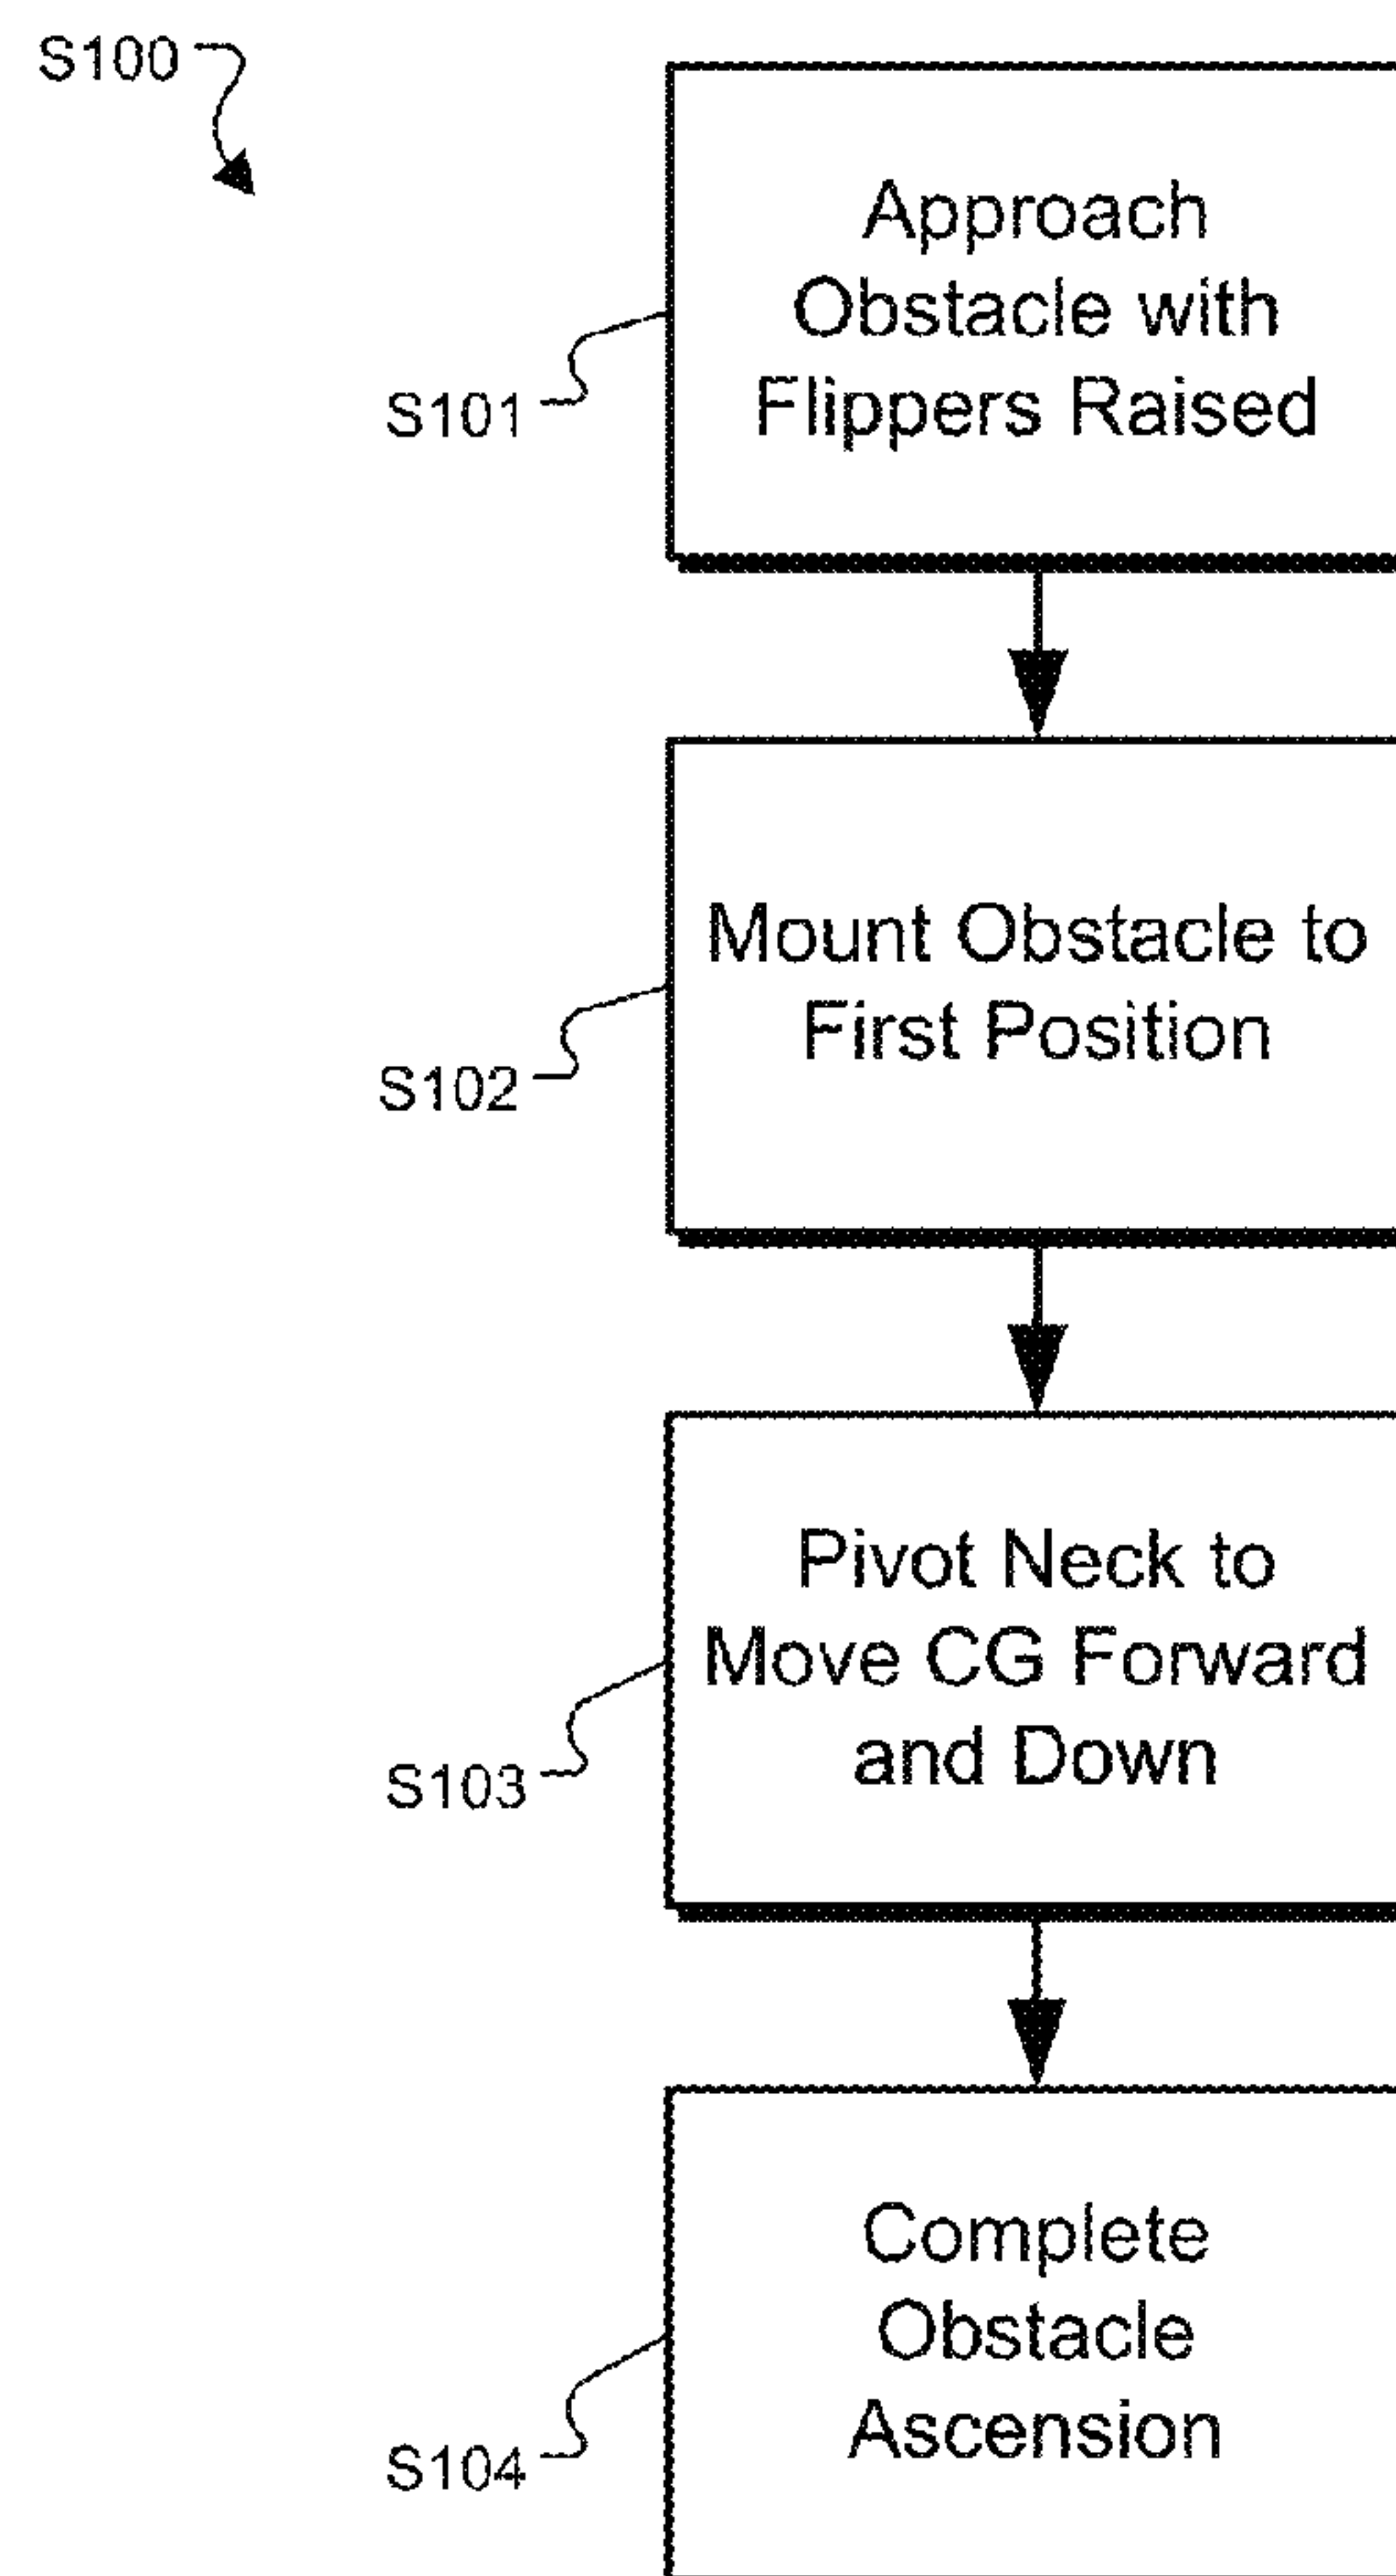 S100
Approach
Obstacle with
Flippers Raised
S101
Mount Obstacle to
First Position
S102
Pivot Neck to
Move CG Forward
and Down
S103
Complete
Obstacle
Ascension
S104